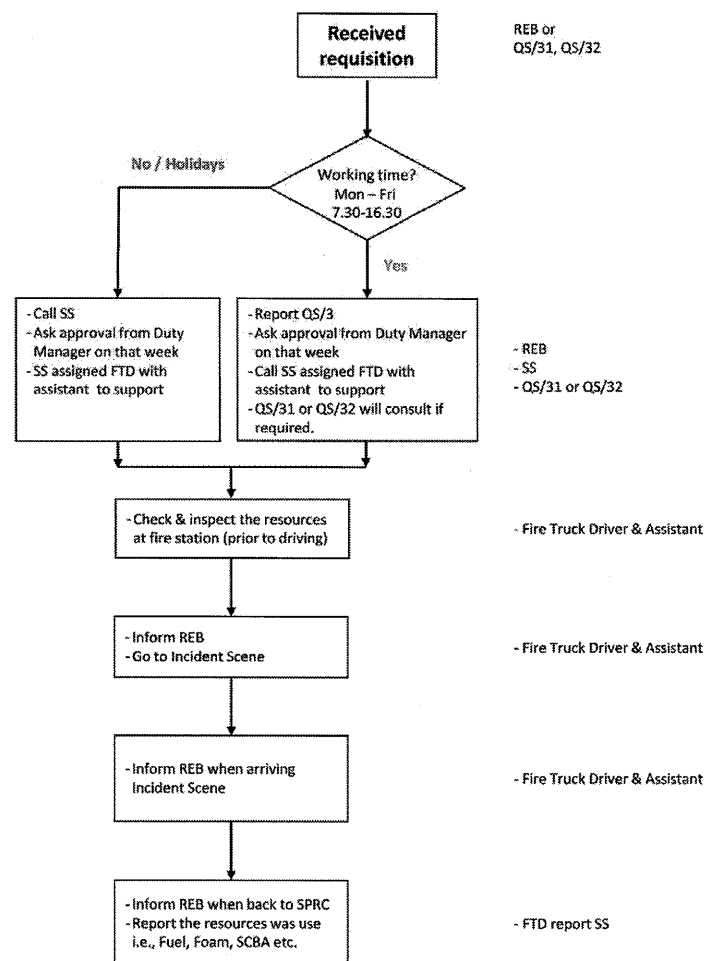 Received
requisition
REB or
QS/31, QS/32
No / Holidays
Working time?
Mon – Fri
7.30-16.30
Yes
- Call SS
- Ask approval from Duty
Manager on that week
- SS assigned FTD with
assistant to support
- Report QS/3
- Ask approval from Duty Manager
on that week
- Call SS assigned FTD with
assistant to support
- QS/31 or QS/32 will consult if
required.
- REB
- SS
- QS/31 or QS/32
- Check & inspect the resources
at fire station (prior to driving)
- Fire Truck Driver & Assistant
- Inform REB
- Go to Incident Scene
- Fire Truck Driver & Assistant
- Inform REB when arriving
Incident Scene
- Fire Truck Driver & Assistant
- Inform REB when back to SPRC
- Report the resources was use
i.e., Fuel, Foam, SCBA etc.
- FTD report SS